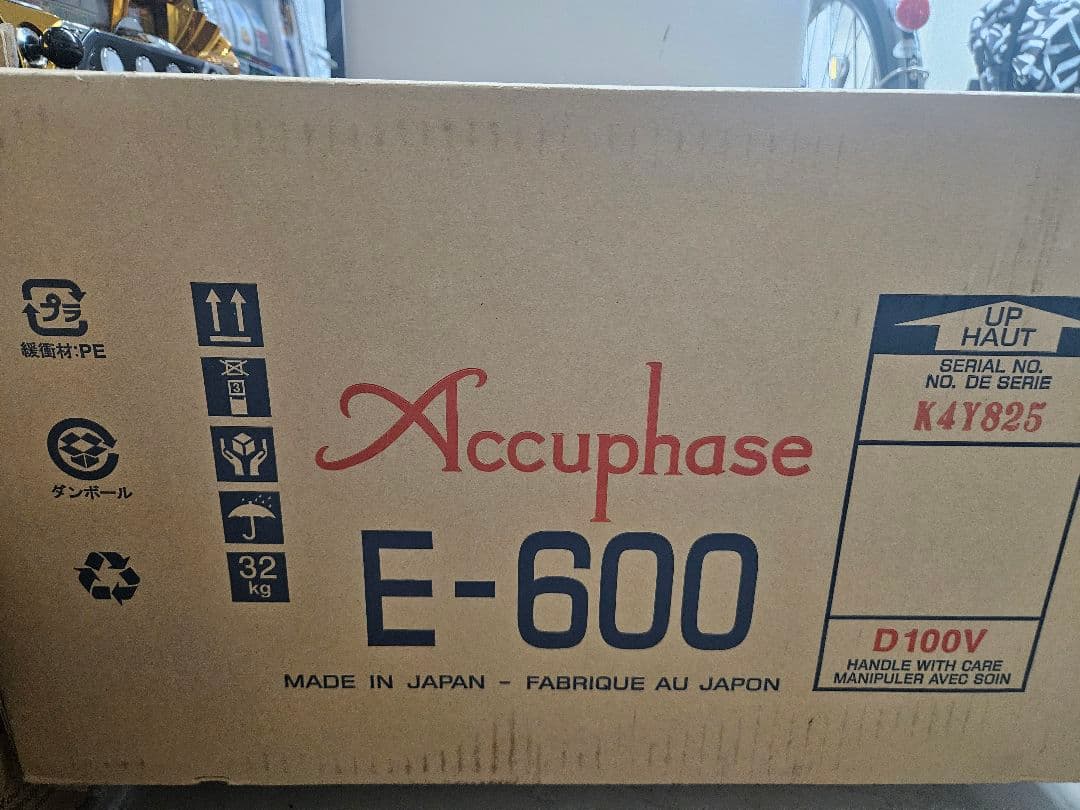 プラ
緩衝材:PE
ダンボール
3
32
kg
Accuphase
E-600
MADE IN JAPAN - FABRIQUE AU JAPON
UP
HAUT
SERIAL NO.
NO. DE SERIE
K4Y825
D100V
HANDLE WITH CARE
MANIPULER AVEC SOIN